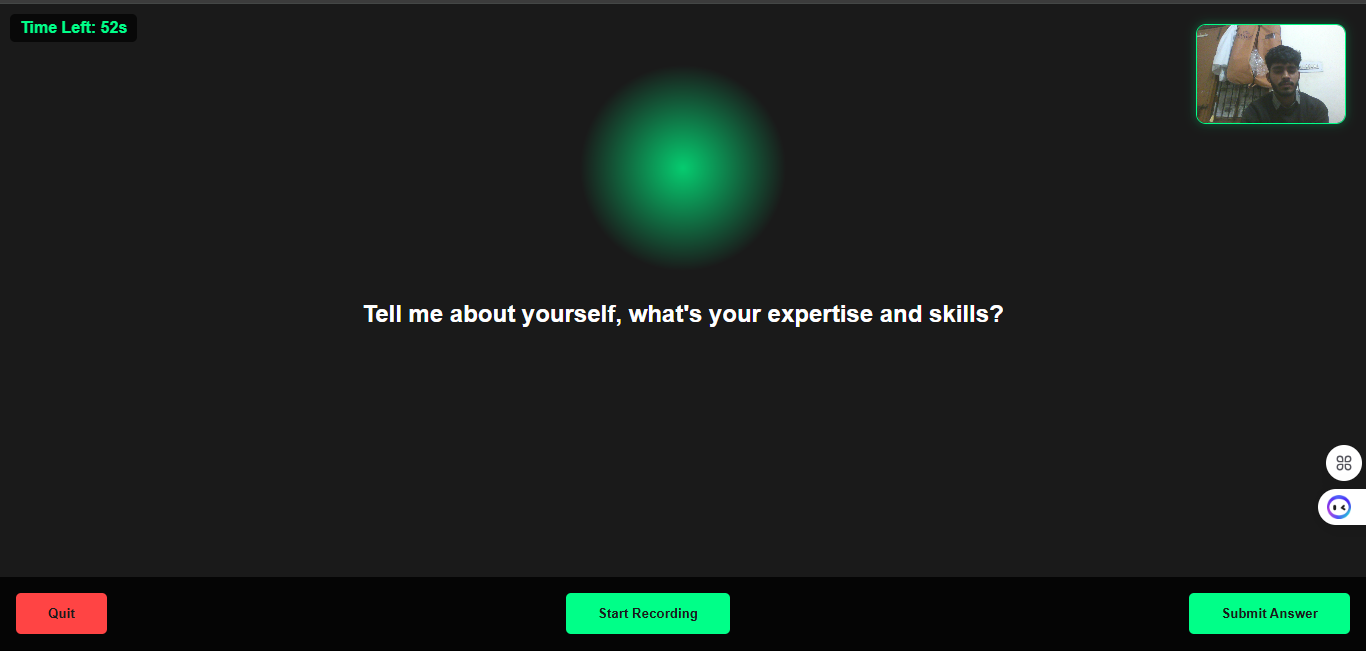 Time Left: 52s
Tell me about yourself, what's your expertise and skills?
Quit
Start Recording
Submit Answer